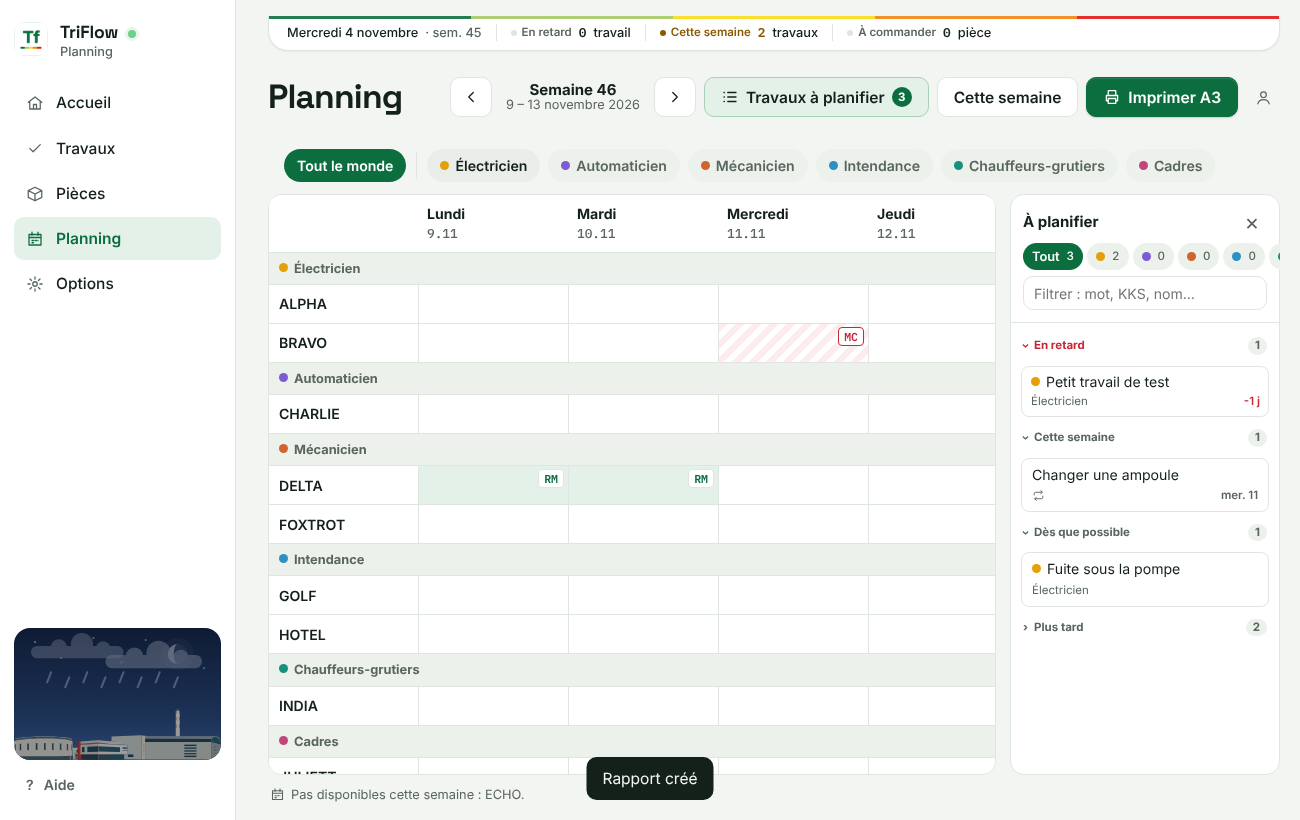 Tf
TriFlow
Planning
Accueil
Travaux
Pièces
Planning
Options
? Aide
Mercredi 4 novembre · sem. 45
En retard 0 travail
Cette semaine 2 travaux
À commander 0 pièce
Planning
Semaine 46
9 – 13 novembre 2026
Travaux à planifier 3
Cette semaine
Imprimer A3
Tout le monde
Électricien
Automaticien
Mécanicien
Intendance
Chauffeurs-grutiers
Cadres
Lundi Mardi Mercredi Jeudi
9.11 10.11 11.11 12.11
Électricien
ALPHA
BRAVO MC
Automaticien
CHARLIE
Mécanicien
DELTA RM RM
FOXTROT
Intendance
GOLF
HOTEL
Chauffeurs-grutiers
INDIA
Cadres
Rapport créé
Pas disponibles cette semaine : ECHO.
À planifier
Tout 3 2 0 0 0
Filtrer : mot, KKS, nom...
En retard 1
Petit travail de test
Électricien -1 j
Cette semaine 1
Changer une ampoule
mer. 11
Dès que possible 1
Fuite sous la pompe
Électricien
Plus tard 2